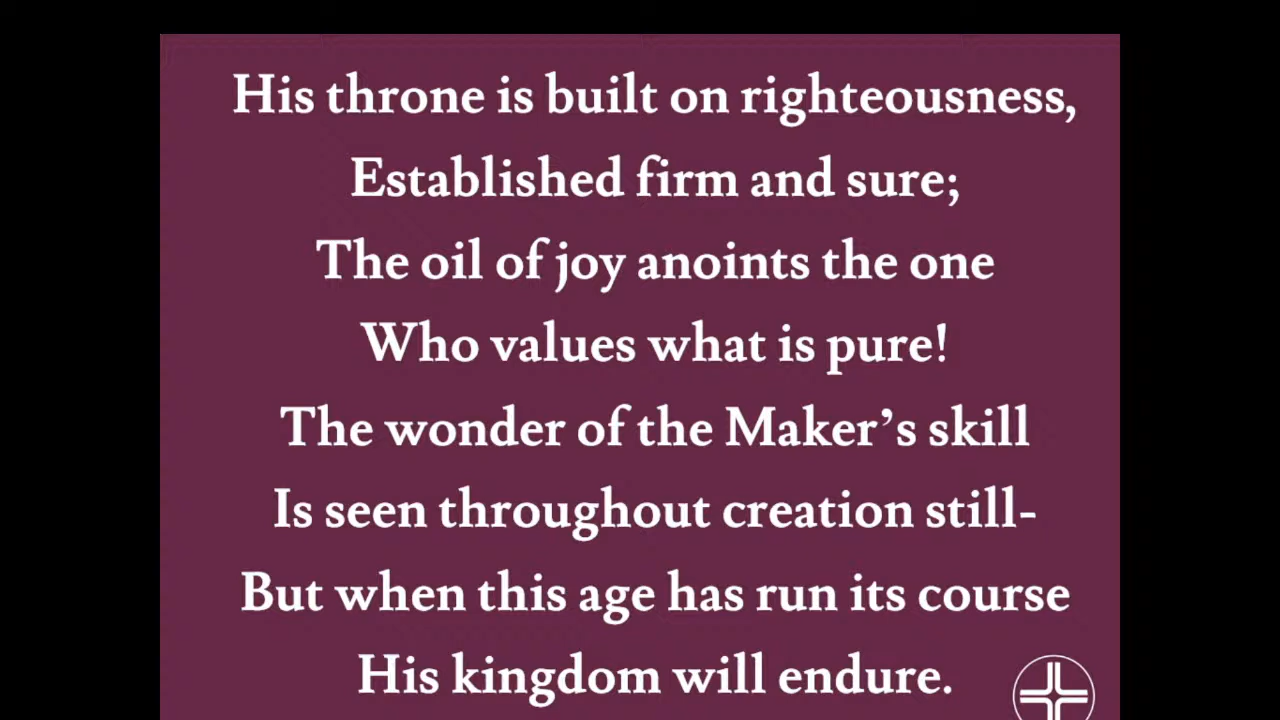 His throne is built on righteousness,
Established firm and sure;
The oil of joy anoints the one
Who values what is pure!
The wonder of the Maker’s skill
Is seen throughout creation still-
But when this age has run its course
His kingdom will endure.